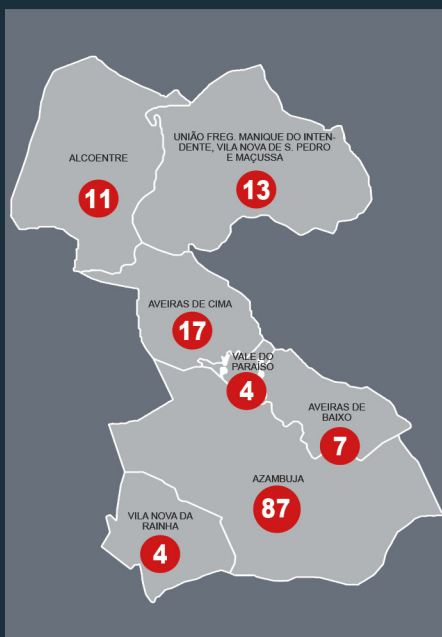 UNIÃO FREG. MANIQUE DO INTEN-
DENTE, VILA NOVA DE S. PEDRO
E MAÇUSSA
13
ALCOENTRE
11
AVEIRAS DE CIMA
17
VALE DO
PARAÍSO
4
AVEIRAS DE
BAIXO
7
AZAMBUJA
87
VILA NOVA DA
RAINHA
4